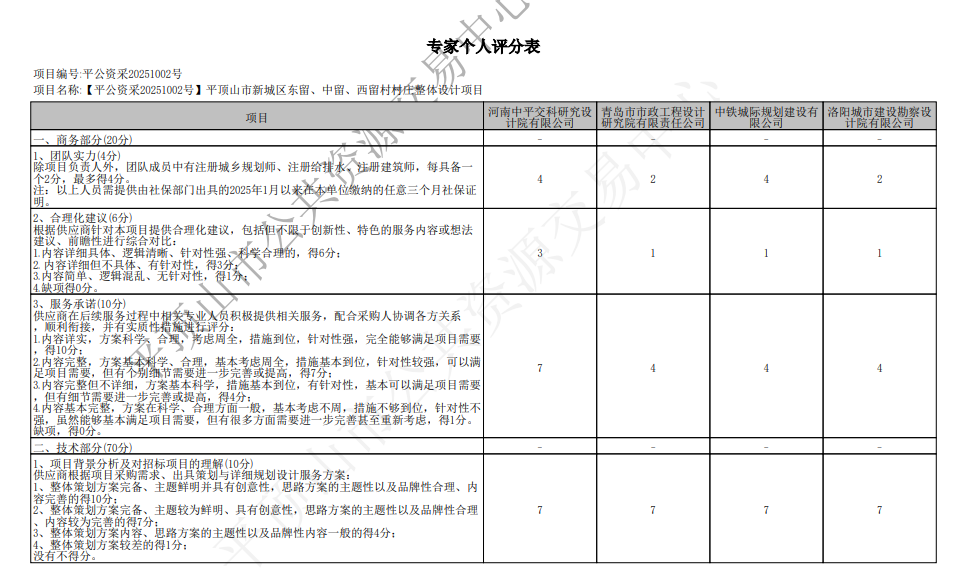 专家个人评分表
项目编号:平公资采20251002号
项目名称:【平公资采20251002号】平顶山市新城区东留、中留、西留村村庄整体设计项目
项目
河南中平交科研究设计院有限公司
青岛市市政工程设计研究院有限责任公司
中铁城际规划建设有限公司
洛阳城市建设勘察设计院有限公司
一、商务部分(20分)
- - - -
1、团队实力(4分)
除项目负责人外，团队成员中有注册城乡规划师、注册给排水、注册建筑师，每具备一
个2分，最多得4分。
注：以上人员需提供由社保部门出具的2025年1月以来在本单位缴纳的任意三个月社保证
明。
4 2 4 2
2、合理化建议(6分)
根据供应商针对本项目提供合理化建议，包括但不限于创新性、特色的服务内容或想法
建议、前瞻性进行综合对比：
1.内容详细具体、逻辑清晰、针对性强、科学合理的，得6分；
2.内容详细但不具体、有针对性，得3分；
3.内容简单、逻辑混乱、无针对性，得1分；
4.缺项得0分。
3 1 1 1
3、服务承诺(10分)
供应商在后续服务过程中相关专业人员积极提供相关服务，配合采购人协调各方关系
，顺利衔接，并有实质性措施进行评分：
1.内容详实，方案科学、合理，考虑周全，措施到位，针对性强，完全能够满足项目需要
，得10分；
2.内容完整，方案基本科学、合理，基本考虑周全，措施基本到位，针对性较强，可以满
足项目需要，但有个别细节需要进一步完善或提高，得7分；
3.内容完整但不详细，方案基本科学，措施基本到位，有针对性，基本可以满足项目需要
，但有细节需要进一步完善或提高，得4分；
4.内容基本完整，方案在科学、合理方面一般，基本考虑不周，措施不够到位，针对性不
强，虽然能够基本满足项目需要，但有很多方面需要进一步完善甚至重新考虑，得1分。
缺项，得0分。
7 4 4 4
二、技术部分(70分)
- - - -
1、项目背景分析及对招标项目的理解(10分)
供应商根据项目采购需求、出具策划与详细规划设计服务方案：
1、整体策划方案完备、主题鲜明并具有创意性，思路方案的主题性以及品牌性合理、内
容完善的得10分；
2、整体策划方案完备、主题较为鲜明、具有创意性，思路方案的主题性以及品牌性合理
、内容较为完善的得7分；
3、整体策划方案内容、思路方案的主题性以及品牌性内容一般的得4分；
4、整体策划方案较差的得1分；
没有不得分。
7 7 7 7
平顶山市公共资源交易中心
平顶山市公共资源交易中心